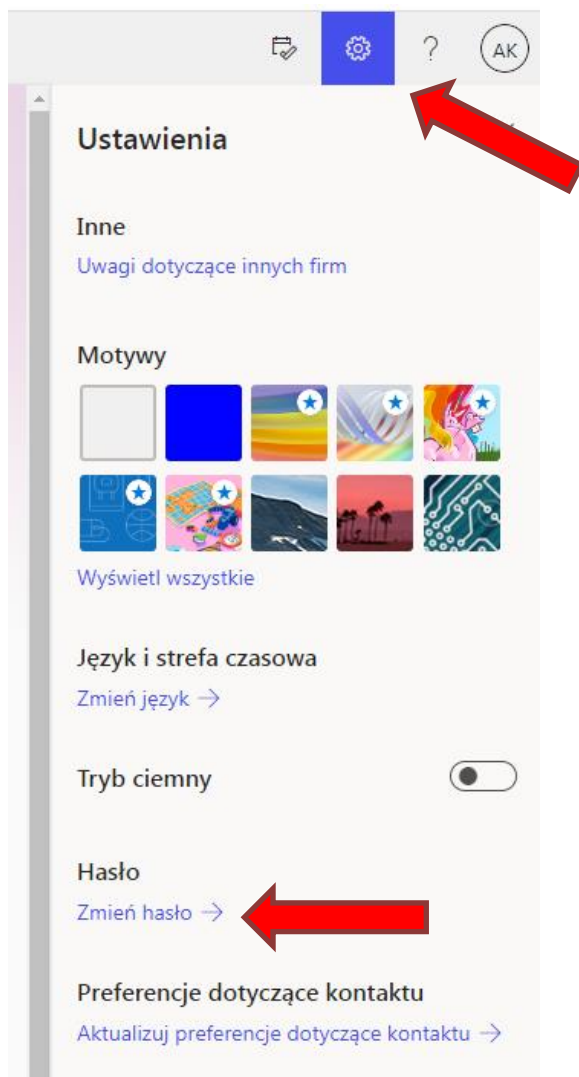 ?
AK
Ustawienia
Inne
Uwagi dotyczące innych firm
Motywy
Wyświetl wszystkie
Język i strefa czasowa
Zmień język →
Tryb ciemny
Hasło
Zmień hasło →
Preferencje dotyczące kontaktu
Aktualizuj preferencje dotyczące kontaktu →